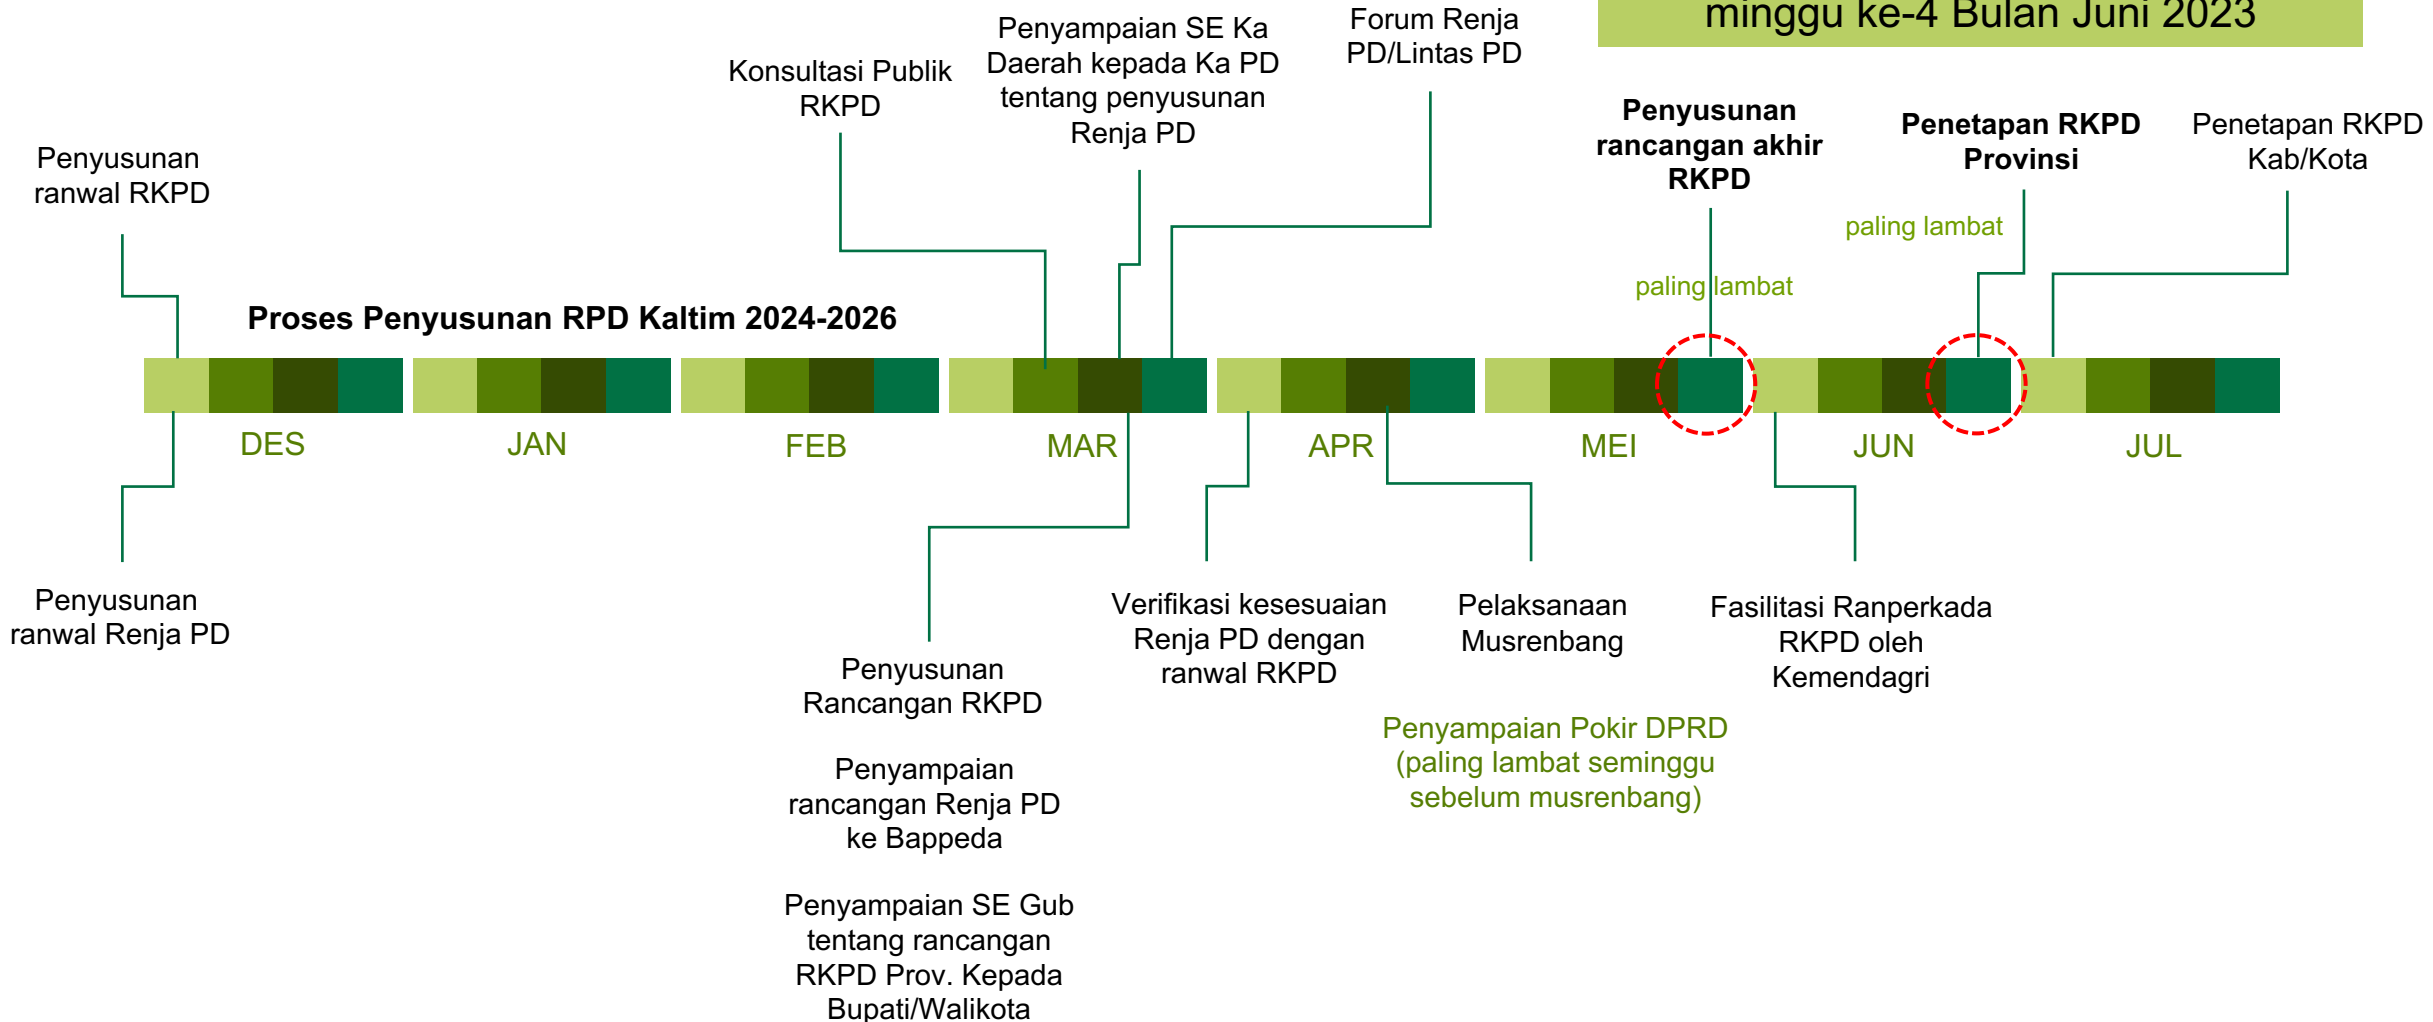 minggu ke-4 Bulan Juni 2023
Penyampaian SE Ka
Daerah kepada Ka PD
tentang penyusunan
Renja PD
Forum Renja
PD/Lintas PD
Konsultasi Publik
RKPD
Penyusunan
rancangan akhir
RKPD
Penetapan RKPD
Provinsi
Penetapan RKPD
Kab/Kota
Penyusunan
ranwal RKPD
paling lambat
paling lambat
Proses Penyusunan RPD Kaltim 2024-2026
DES
JAN
FEB
MAR
APR
MEI
JUN
JUL
Penyusunan
ranwal Renja PD
Penyusunan
Rancangan RKPD
Penyampaian
rancangan Renja PD
ke Bappeda
Penyampaian SE Gub
tentang rancangan
RKPD Prov. Kepada
Bupati/Walikota
Verifikasi kesesuaian
Renja PD dengan
ranwal RKPD
Pelaksanaan
Musrenbang
Penyampaian Pokir DPRD
(paling lambat seminggu
sebelum musrenbang)
Fasilitasi Ranperkada
RKPD oleh
Kemendagri